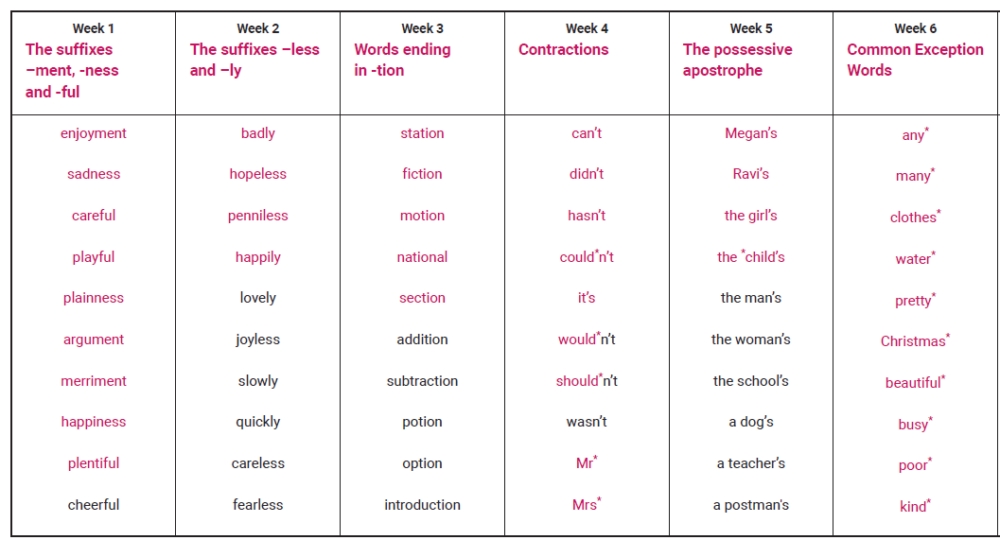 Week 1
The suffixes
–ment, -ness
and -ful
enjoyment
sadness
careful
playful
plainness
argument
merriment
happiness
plentiful
cheerful
Week 2
The suffixes –less
and –ly
badly
hopeless
penniless
happily
lovely
joyless
slowly
quickly
careless
fearless
Week 3
Words ending
in -tion
station
fiction
motion
national
section
addition
subtraction
potion
option
introduction
Week 4
Contractions
can’t
didn’t
hasn’t
could*n’t
it’s
would*n’t
should*n’t
wasn’t
Mr*
Mrs*
Week 5
The possessive
apostrophe
Megan’s
Ravi’s
the girl’s
the *child’s
the man’s
the woman’s
the school’s
a dog’s
a teacher’s
a postman's
Week 6
Common Exception
Words
any*
many*
clothes*
water*
pretty*
Christmas*
beautiful*
busy*
poor*
kind*